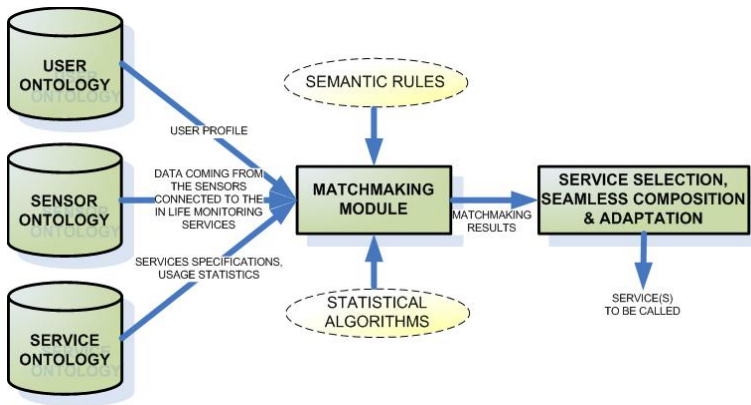 USER
ONTOLOGY
USER PROFILE
SENSOR
ONTOLOGY
DATA COMING FROM
THE SENSORS
CONNECTED TO THE
IN LIFE MONITORING
SERVICES
SERVICE
ONTOLOGY
SERVICES SPECIFICATIONS,
USAGE STATISTICS
SEMANTIC RULES
MATCHMAKING
MODULE
STATISTICAL
ALGORITHMS
MATCHMAKING
RESULTS
SERVICE SELECTION,
SEAMLESS COMPOSITION
& ADAPTATION
SERVICE(S)
TO BE CALLED